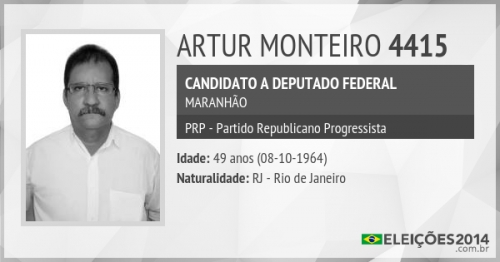 ARTUR MONTEIRO 4415
CANDIDATO A DEPUTADO FEDERAL
MARANHÃO
PRP - Partido Republicano Progressista
Idade: 49 anos (08-10-1964)
Naturalidade: RJ - Rio de Janeiro
ELEIÇÕES2014
.com.br